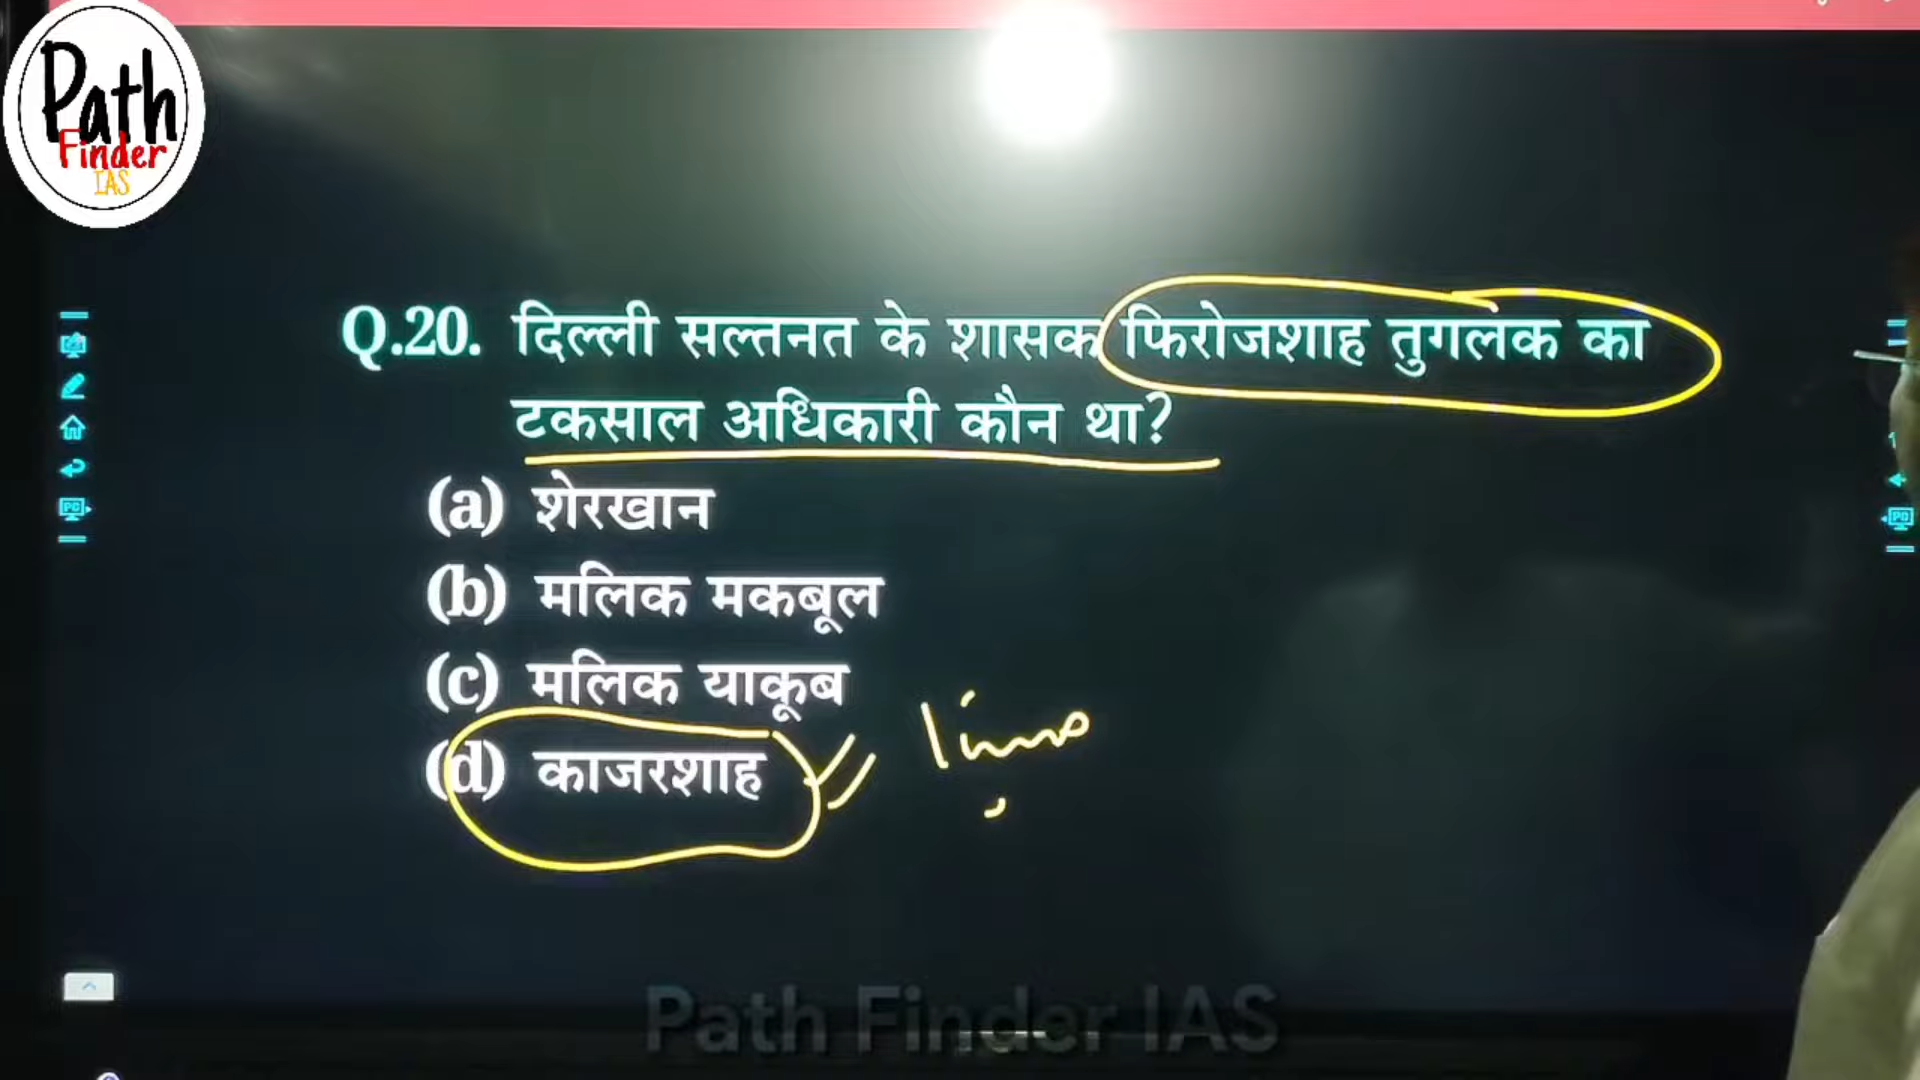 Path
Finder
IAS
Q.20. दिल्ली सल्तनत के शासक फिरोजशाह तुगलक का
टकसाल अधिकारी कौन था?
(a) शेरखान
(b) मलिक मकबूल
(c) मलिक याकूब
(d) काजरशाह
Path Finder IAS